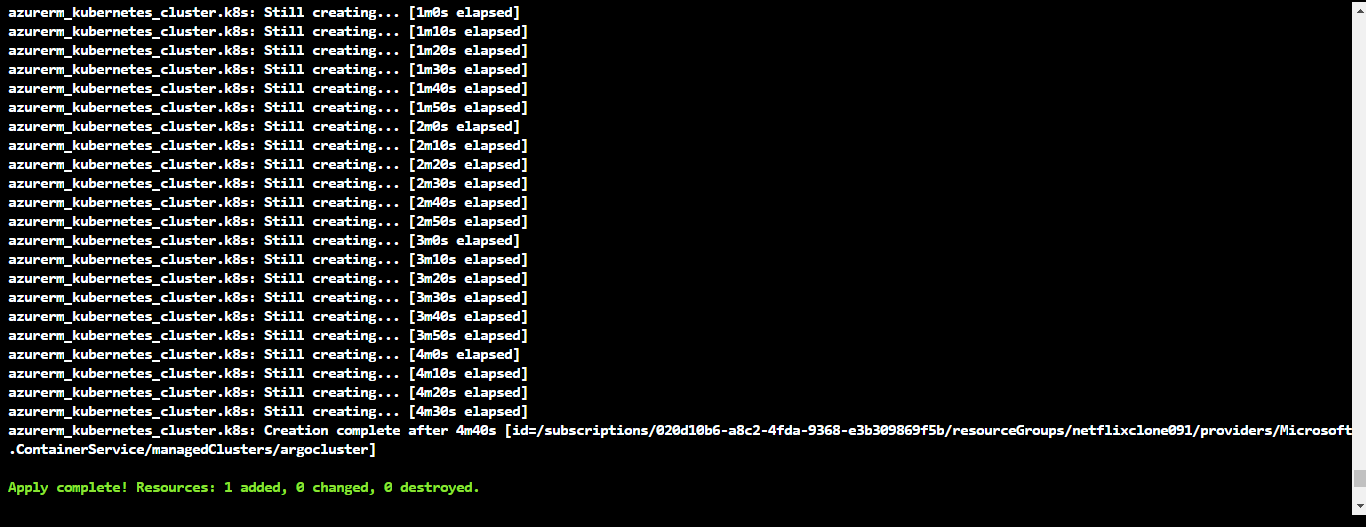 azurerm_kubernetes_cluster.k8s: Still creating... [1m0s elapsed]
azurerm_kubernetes_cluster.k8s: Still creating... [1m10s elapsed]
azurerm_kubernetes_cluster.k8s: Still creating... [1m20s elapsed]
azurerm_kubernetes_cluster.k8s: Still creating... [1m30s elapsed]
azurerm_kubernetes_cluster.k8s: Still creating... [1m40s elapsed]
azurerm_kubernetes_cluster.k8s: Still creating... [1m50s elapsed]
azurerm_kubernetes_cluster.k8s: Still creating... [2m0s elapsed]
azurerm_kubernetes_cluster.k8s: Still creating... [2m10s elapsed]
azurerm_kubernetes_cluster.k8s: Still creating... [2m20s elapsed]
azurerm_kubernetes_cluster.k8s: Still creating... [2m30s elapsed]
azurerm_kubernetes_cluster.k8s: Still creating... [2m40s elapsed]
azurerm_kubernetes_cluster.k8s: Still creating... [2m50s elapsed]
azurerm_kubernetes_cluster.k8s: Still creating... [3m0s elapsed]
azurerm_kubernetes_cluster.k8s: Still creating... [3m10s elapsed]
azurerm_kubernetes_cluster.k8s: Still creating... [3m20s elapsed]
azurerm_kubernetes_cluster.k8s: Still creating... [3m30s elapsed]
azurerm_kubernetes_cluster.k8s: Still creating... [3m40s elapsed]
azurerm_kubernetes_cluster.k8s: Still creating... [3m50s elapsed]
azurerm_kubernetes_cluster.k8s: Still creating... [4m0s elapsed]
azurerm_kubernetes_cluster.k8s: Still creating... [4m10s elapsed]
azurerm_kubernetes_cluster.k8s: Still creating... [4m20s elapsed]
azurerm_kubernetes_cluster.k8s: Still creating... [4m30s elapsed]
azurerm_kubernetes_cluster.k8s: Creation complete after 4m40s [id=/subscriptions/020d10b6-a8c2-4fda-9368-e3b309869f5b/resourceGroups/netflixclone091/providers/Microsoft
.ContainerService/managedClusters/argocluster]
Apply complete! Resources: 1 added, 0 changed, 0 destroyed.